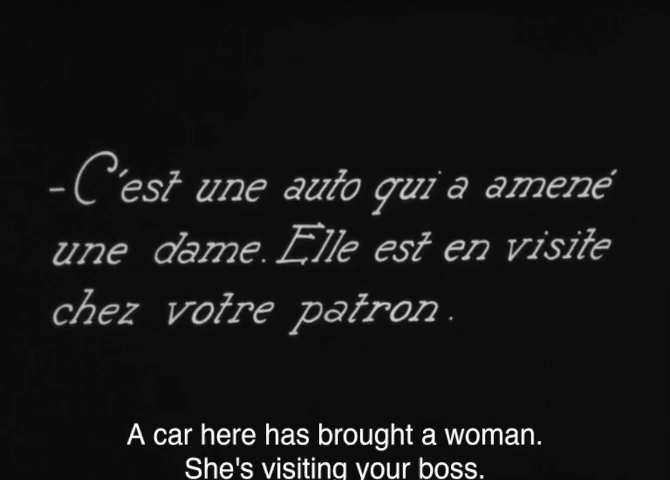 -C'est une auto qui a amené
une dame. Elle est en visite
chez votre patron.
A car here has brought a woman.
She's visiting your boss.